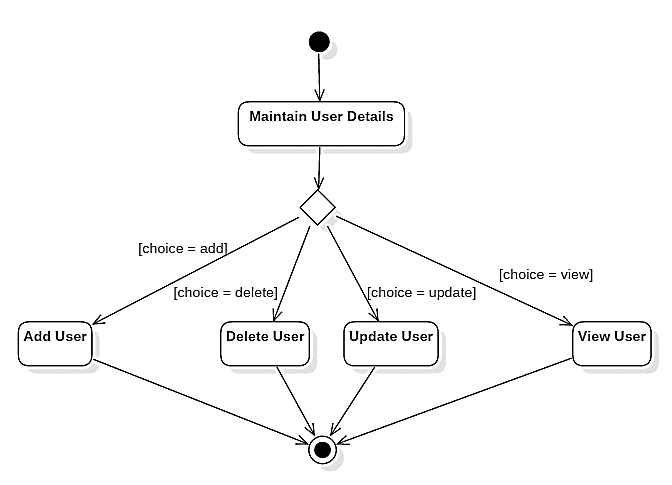 Maintain User Details
[choice = add]
[choice = view]
[choice = delete]
[choice = update]
Add User
Delete User
Update User
View User